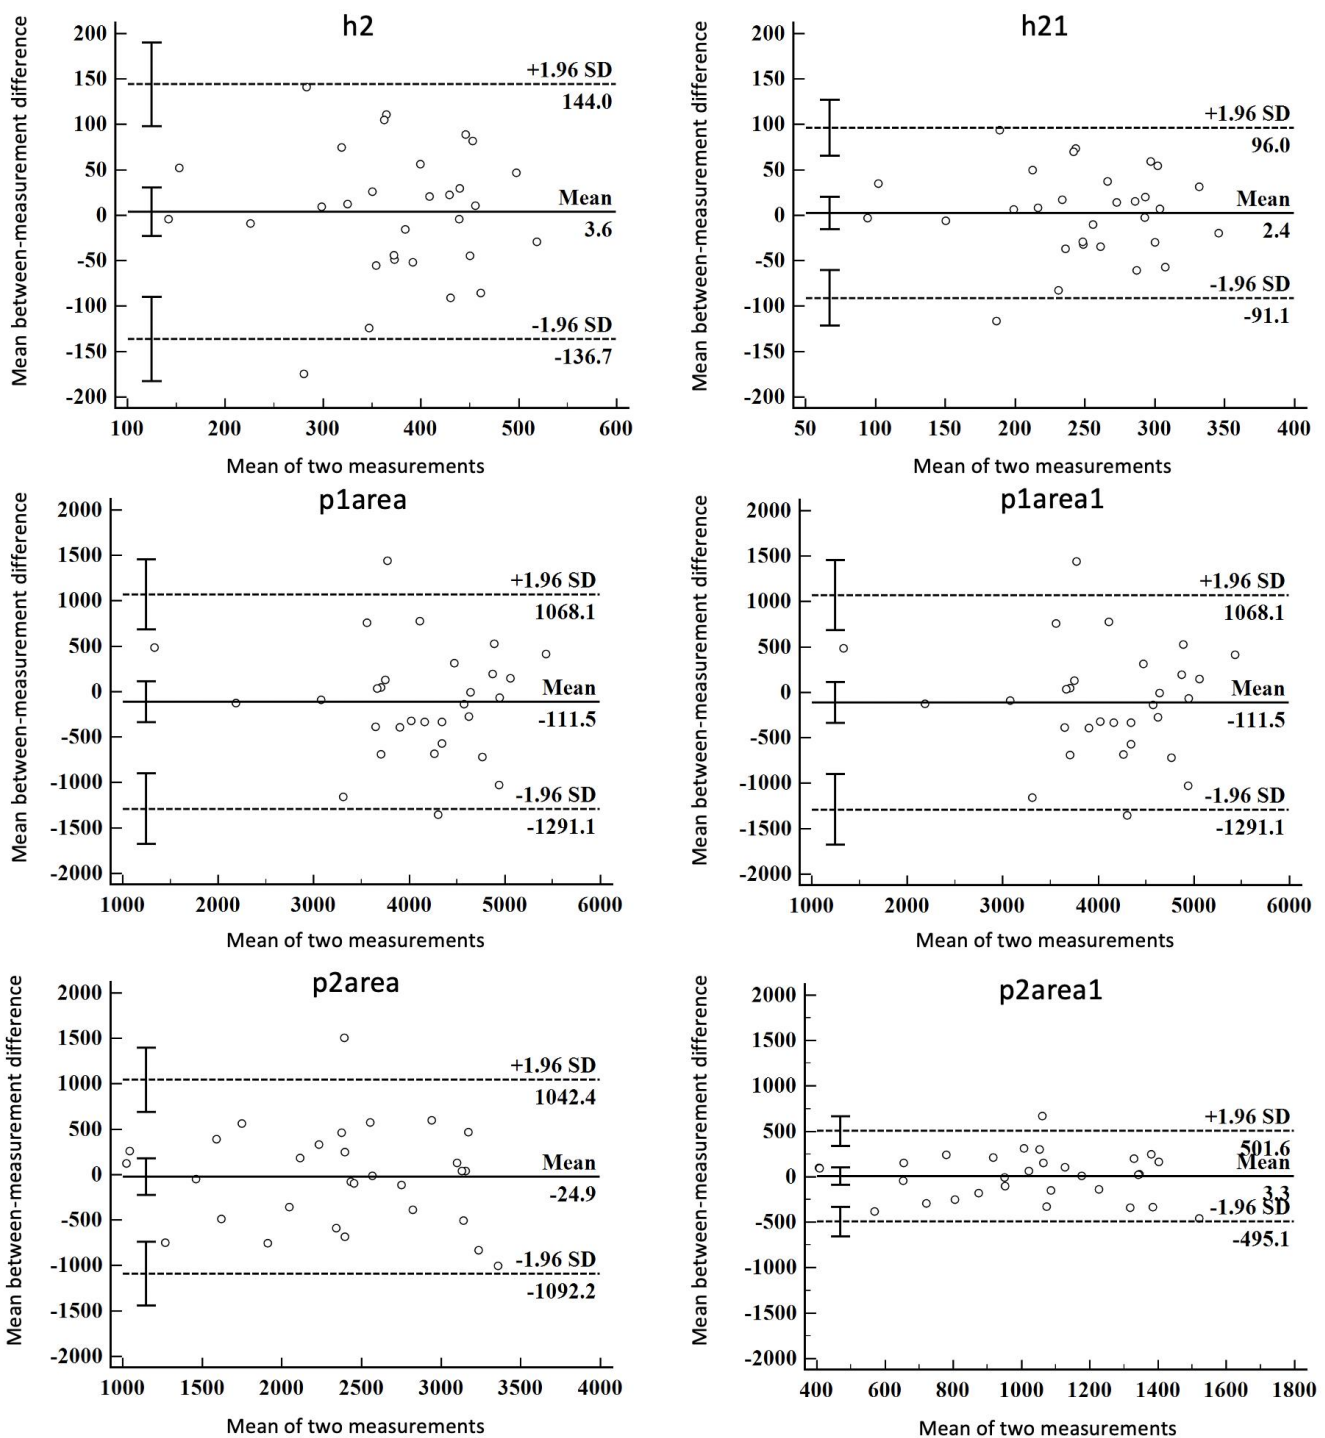 h2
Mean between-measurement difference
200
150
100
50
0
-50
-100
-150
-200
+1.96 SD
144.0
Mean
3.6
-1.96 SD
-136.7
100 200 300 400 500 600
Mean of two measurements
h21
Mean between-measurement difference
200
150
100
50
0
-50
-100
-150
-200
+1.96 SD
96.0
Mean
2.4
-1.96 SD
-91.1
50 100 150 200 250 300 350 400
Mean of two measurements
p1area
Mean between-measurement difference
2000
1500
1000
500
0
-500
-1000
-1500
-2000
+1.96 SD
1068.1
Mean
-111.5
-1.96 SD
-1291.1
1000 2000 3000 4000 5000 6000
Mean of two measurements
p1area1
Mean between-measurement difference
2000
1500
1000
500
0
-500
-1000
-1500
-2000
+1.96 SD
1068.1
Mean
-111.5
-1.96 SD
-1291.1
1000 2000 3000 4000 5000 6000
Mean of two measurements
p2area
Mean between-measurement difference
2000
1500
1000
500
0
-500
-1000
-1500
-2000
+1.96 SD
1042.4
Mean
-24.9
-1.96 SD
-1092.2
1000 1500 2000 2500 3000 3500 4000
Mean of two measurements
p2area1
Mean between-measurement difference
2000
1500
1000
500
0
-500
-1000
-1500
-2000
+1.96 SD
501.6
Mean
3.3
-1.96 SD
-495.1
400 600 800 1000 1200 1400 1600 1800
Mean of two measurements